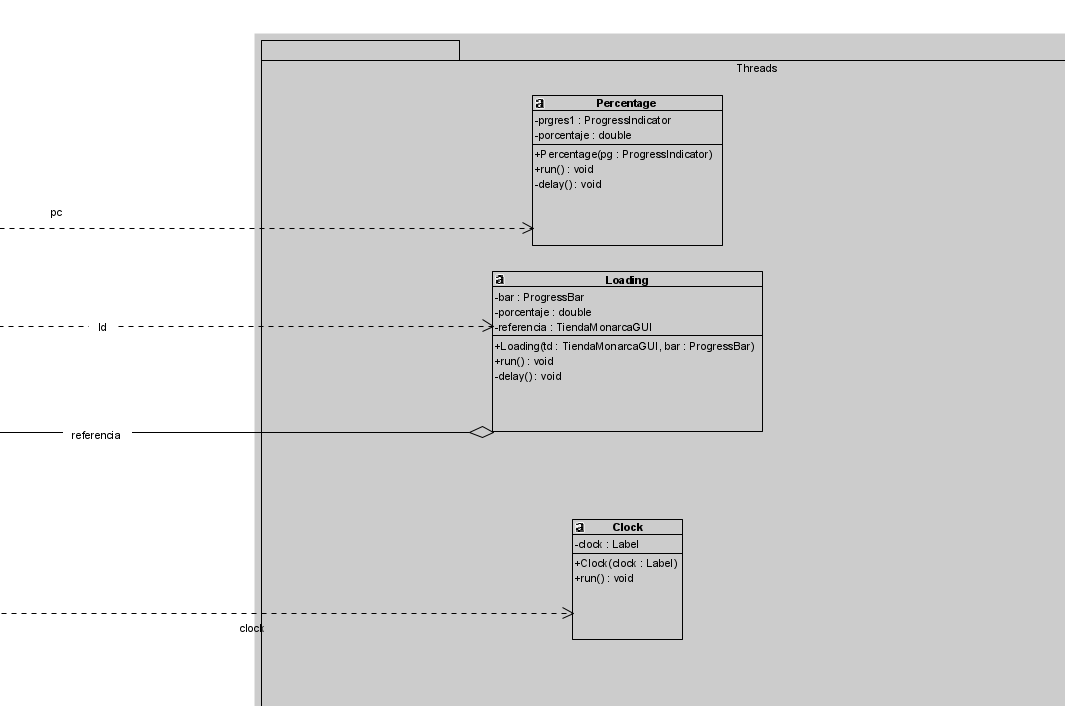 Threads
a Percentage
-prgres1 : ProgressIndicator
-porcentaje : double
+Percentage(pg : ProgressIndicator)
+run() : void
-delay() : void
pc
a Loading
-bar : ProgressBar
-porcentaje : double
-referencia : TiendaMonarcaGUI
+Loading(td : TiendaMonarcaGUI, bar : ProgressBar)
+run() : void
-delay() : void
ld
referencia
a Clock
-clock : Label
+Clock(clock : Label)
+run() : void
clock